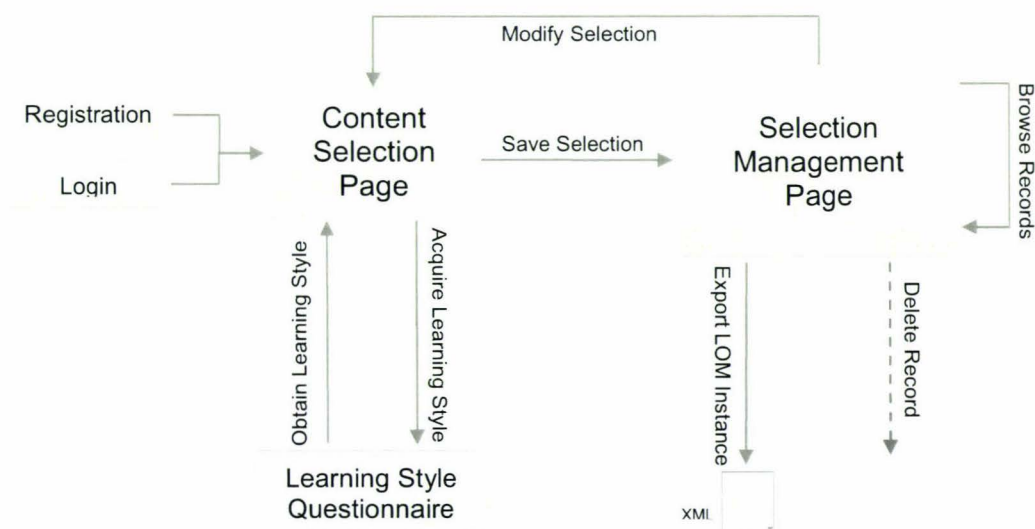 Modify Selection
Registration
Login
Content
Selection
Page
Save Selection
Selection
Management
Page
Browse Records
Obtain Learning Style
Acquire Learning Style
Export LOM Instance
Delete Record
Learning Style
Questionnaire
XML